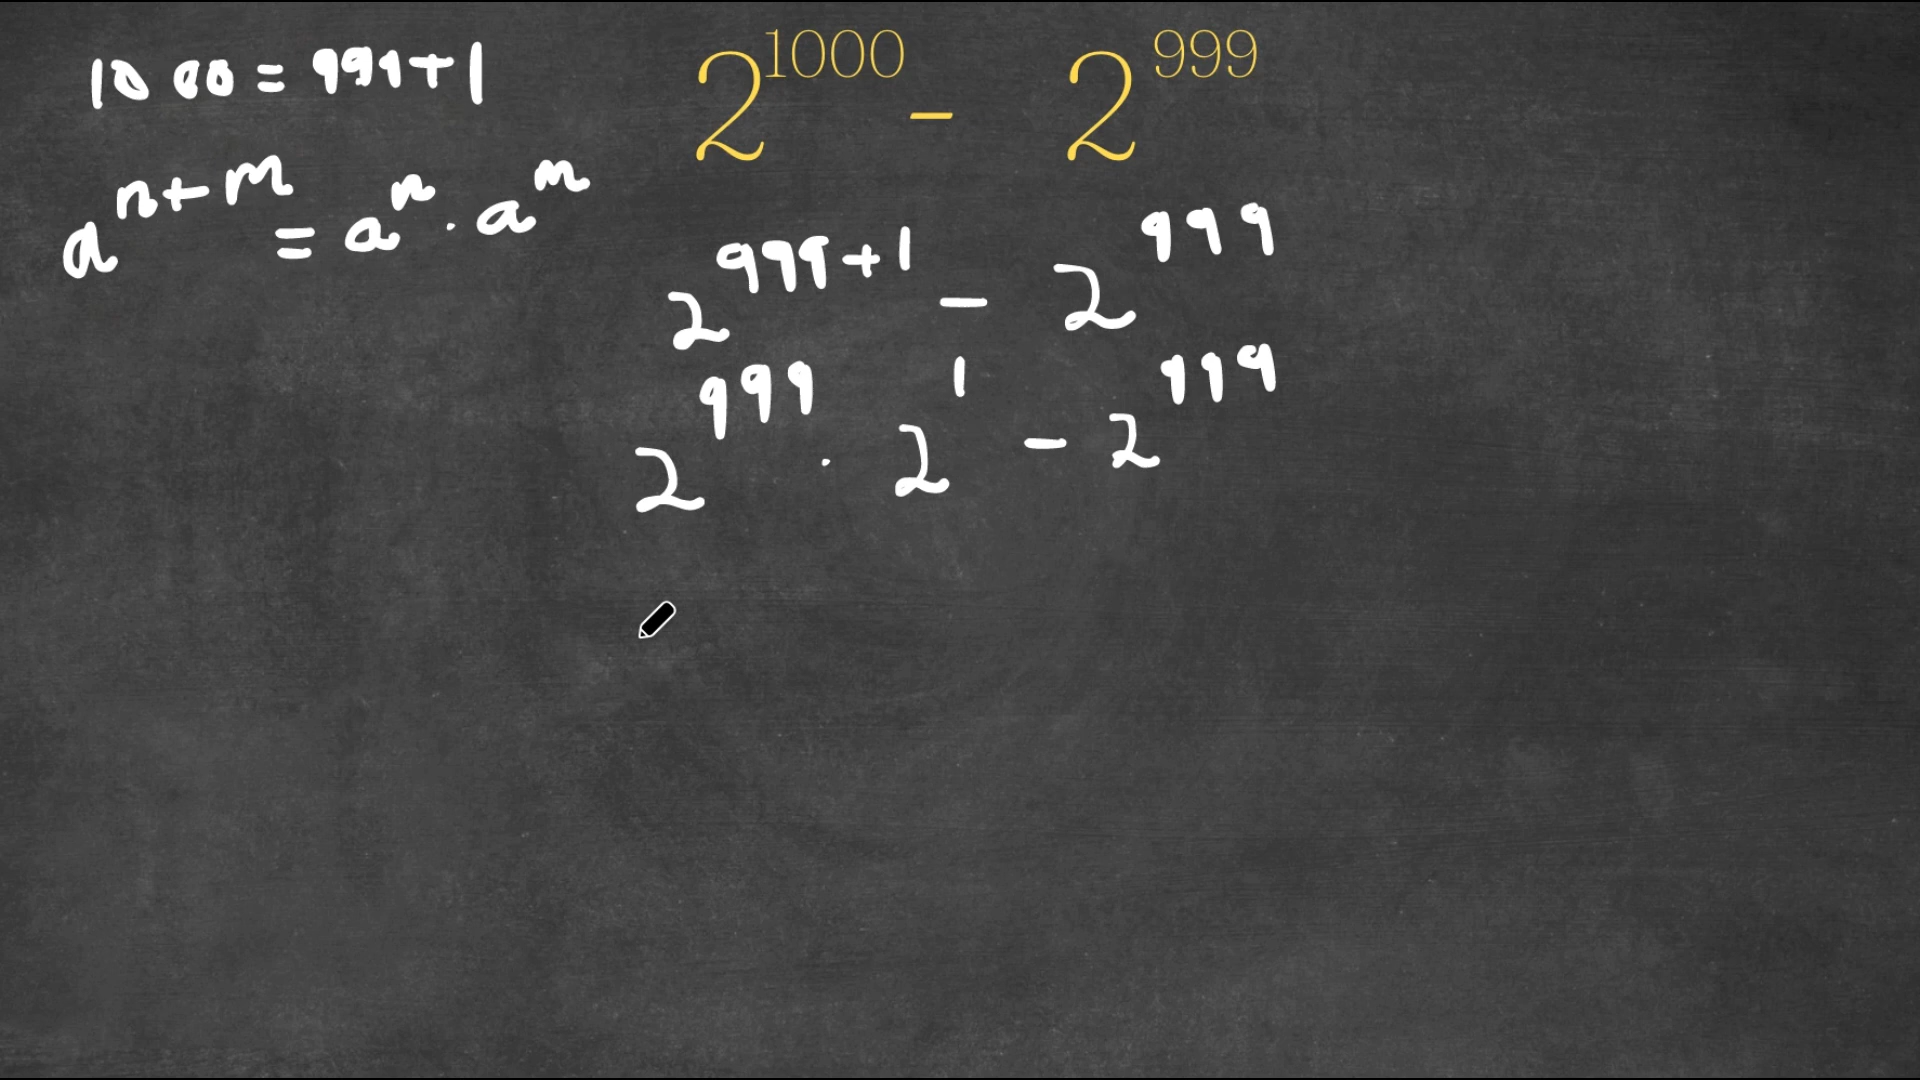 1000 = 999+1
2^1000 - 2^999
a^n+m = a^n · a^m
2^999+1 - 2^999
2^999 · 2^1 - 2^999